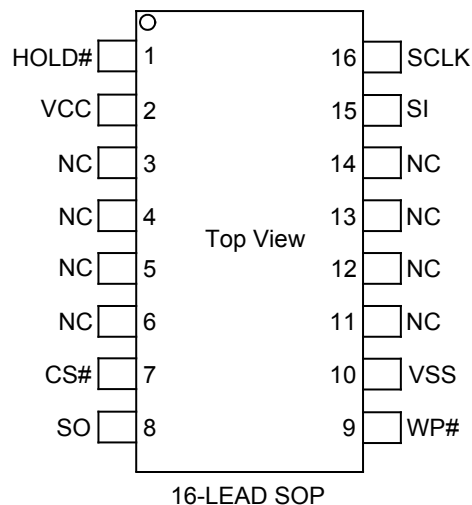 HOLD# 1 16 SCLK
VCC 2 15 SI
NC 3 14 NC
NC 4 13 NC
Top View
NC 5 12 NC
NC 6 11 NC
CS# 7 10 VSS
SO 8 9 WP#
16-LEAD SOP